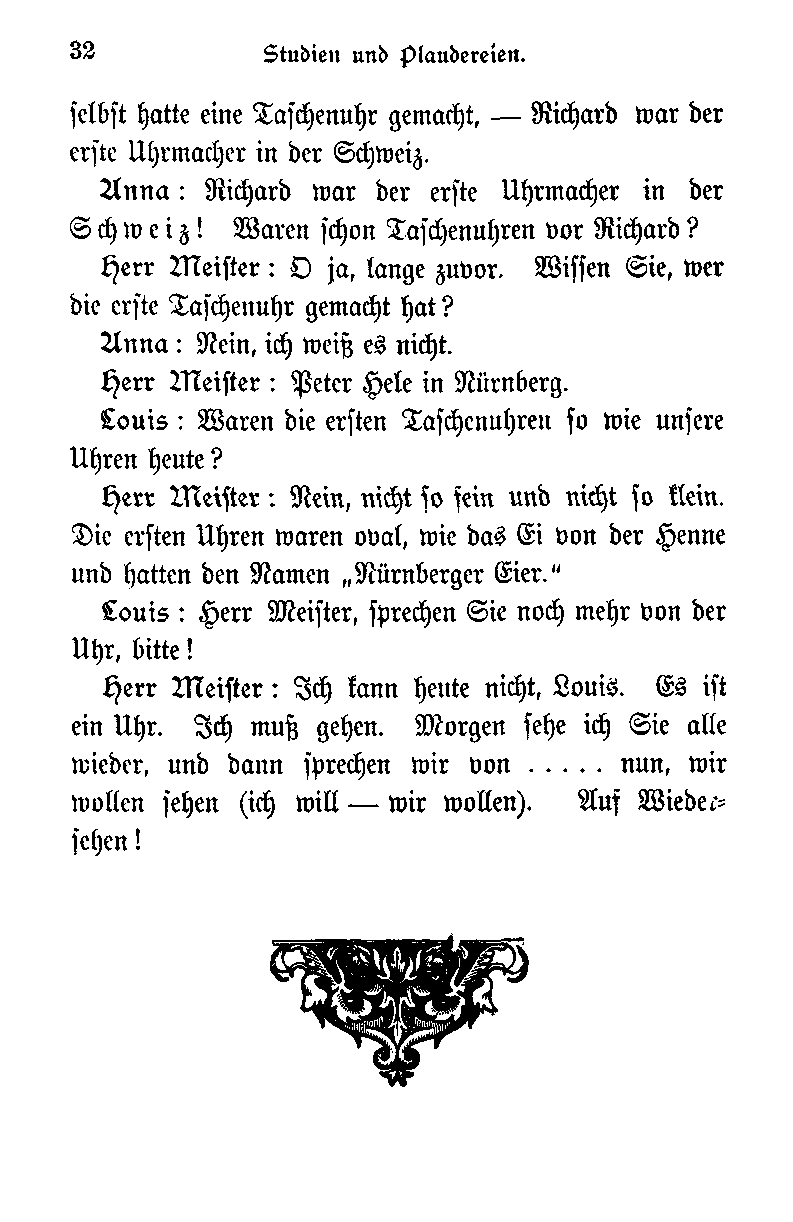 32 Studien und Plaudereien.
selbst hatte eine Taschenuhr gemacht, — Richard war der
erste Uhrmacher in der Schweiz.
Anna: Richard war der erste Uhrmacher in der
Schweiz! Waren schon Taschenuhren vor Richard?
Herr Meister: O ja, lange zuvor. Wissen Sie, wer
die erste Taschenuhr gemacht hat?
Anna: Nein, ich weiß es nicht.
Herr Meister: Peter Hele in Nürnberg.
Louis: Waren die ersten Taschenuhren so wie unsere
Uhren heute?
Herr Meister: Nein, nicht so fein und nicht so klein.
Die ersten Uhren waren oval, wie das Ei von der Henne
und hatten den Namen „Nürnberger Eier."
Louis: Herr Meister, sprechen Sie noch mehr von der
Uhr, bitte!
Herr Meister: Ich kann heute nicht, Louis. Es ist
ein Uhr. Ich muß gehen. Morgen sehe ich Sie alle
wieder, und dann sprechen wir von ..... nun, wir
wollen sehen (ich will — wir wollen). Auf Wieder-
sehen!